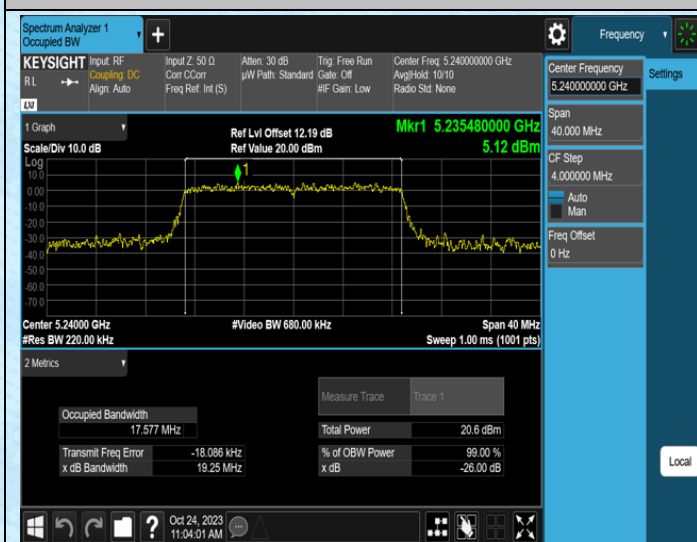 Spectrum Analyzer 1
Occupied BW
Frequency
KEYSIGHT
RL
Input: RF
Coupling: DC
Align: Auto
Input Z: 50 Ω
Corr CCorr
Freq Ref: Int (S)
Atten: 30 dB
µW Path: Standard
Trig: Free Run
Gate: Off
#IF Gain: Low
Center Freq: 5.240000000 GHz
Avg|Hold: 10/10
Radio Std: None
LXI
Center Frequency
5.240000000 GHz
Settings
Span
40.000 MHz
CF Step
4.000000 MHz
Auto
Man
Freq Offset
0 Hz
Local
1 Graph
Scale/Div 10.0 dB
Ref Lvl Offset 12.19 dB
Ref Value 20.00 dBm
Mkr1 5.235480000 GHz
5.12 dBm
Log
10.0
0.00
-10.0
-20.0
-30.0
-40.0
-50.0
-60.0
-70.0
1
Center 5.24000 GHz
#Res BW 220.00 kHz
#Video BW 680.00 kHz
Span 40 MHz
Sweep 1.00 ms (1001 pts)
2 Metrics
Measure Trace
Trace 1
Occupied Bandwidth
17.577 MHz
Total Power
20.6 dBm
Transmit Freq Error
-18.086 kHz
% of OBW Power
99.00 %
x dB Bandwidth
19.25 MHz
x dB
-26.00 dB
?
Oct 24, 2023
11:04:01 AM